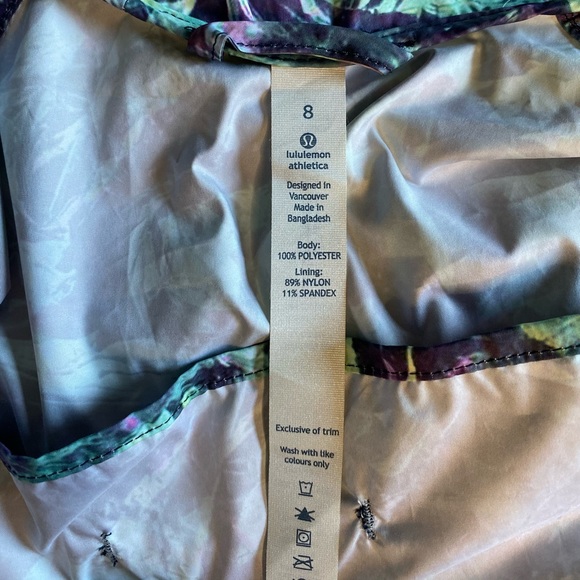 8
lululemon
athletica
Designed in
Vancouver
Made in
Bangladesh
Body:
100% POLYESTER
Lining:
89% NYLON
11% SPANDEX
Exclusive of trim
Wash with like
colours only